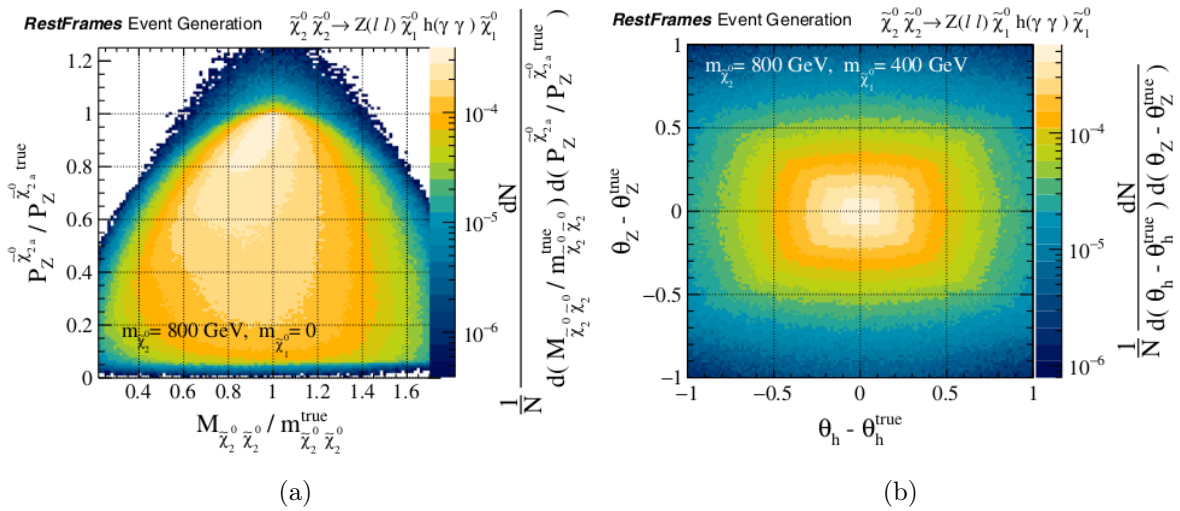 RestFrames Event Generation
χ̃⁰₂ χ̃⁰₂ → Z(l l) χ̃⁰₁ h(γ γ) χ̃⁰₁
P_Z^{χ̃⁰_{2a}} / P_Z^{χ̃⁰_{2a} true}
1.2
1
0.8
0.6
0.4
0.2
0
m_{χ̃⁰₂} = 800 GeV, m_{χ̃⁰₁} = 0
0.4 0.6 0.8 1 1.2 1.4 1.6
M_{χ̃⁰₂ χ̃⁰₂} / m^{true}_{χ̃⁰₂ χ̃⁰₂}
10⁻⁴
10⁻⁵
10⁻⁶
1/N dN / d( M_{χ̃⁰₂ χ̃⁰₂} / m^{true}_{χ̃⁰₂ χ̃⁰₂} ) d( P_Z^{χ̃⁰_{2a}} / P_Z^{χ̃⁰_{2a} true} )
(a)
RestFrames Event Generation
χ̃⁰₂ χ̃⁰₂ → Z(l l) χ̃⁰₁ h(γ γ) χ̃⁰₁
θ_Z - θ_Z^{true}
1
0.5
0
−0.5
−1
m_{χ̃⁰₂} = 800 GeV, m_{χ̃⁰₁} = 400 GeV
−1 −0.5 0 0.5 1
θ_h - θ_h^{true}
10⁻⁴
10⁻⁵
10⁻⁶
1/N dN / d( θ_h - θ_h^{true} ) d( θ_Z - θ_Z^{true} )
(b)